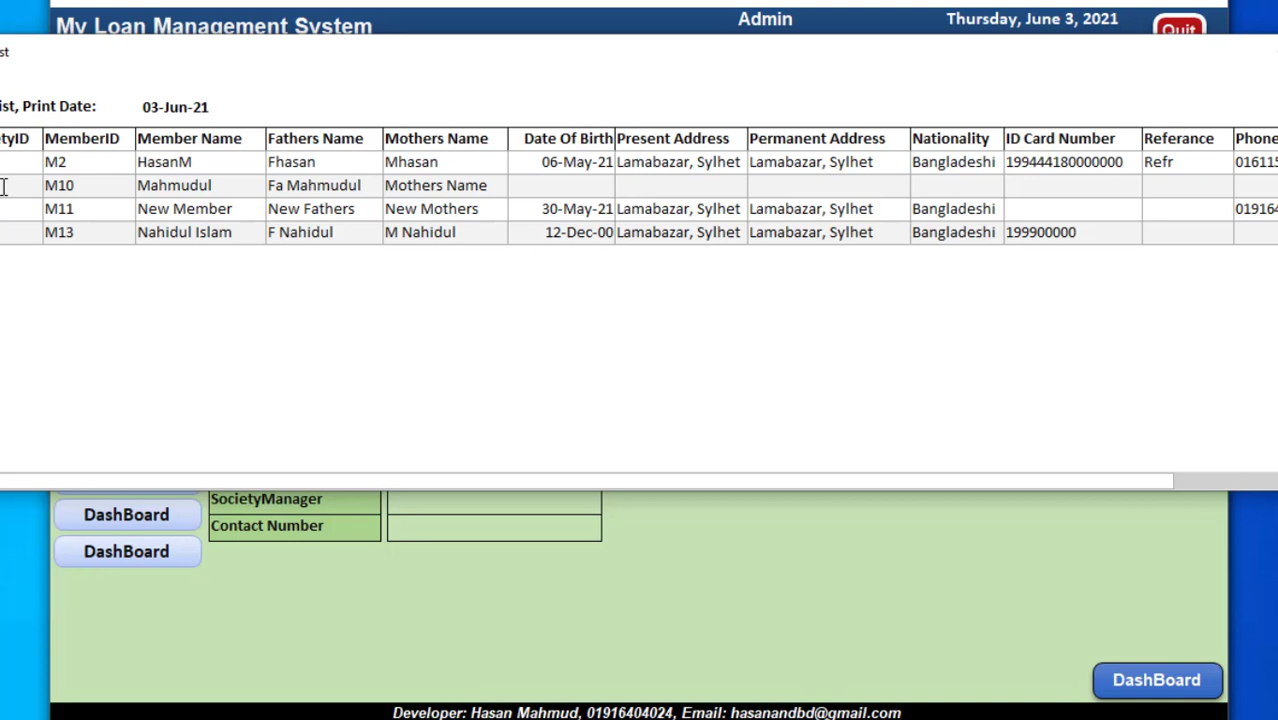 My Loan Management System Admin Thursday, June 3, 2021 Quit
st
ist, Print Date: 03-Jun-21
etyID MemberID Member Name Fathers Name Mothers Name Date Of Birth Present Address Permanent Address Nationality ID Card Number Referance Phone
M2 HasanM Fhasan Mhasan 06-May-21 Lamabazar, Sylhet Lamabazar, Sylhet Bangladeshi 199444180000000 Refr 016115
M10 Mahmudul Fa Mahmudul Mothers Name
M11 New Member New Fathers New Mothers 30-May-21 Lamabazar, Sylhet Lamabazar, Sylhet Bangladeshi 01916
M13 Nahidul Islam F Nahidul M Nahidul 12-Dec-00 Lamabazar, Sylhet Lamabazar, Sylhet Bangladeshi 199900000
SocietyManager
DashBoard
Contact Number
DashBoard
DashBoard
Developer: Hasan Mahmud, 01916404024, Email: hasanandbd@gmail.com